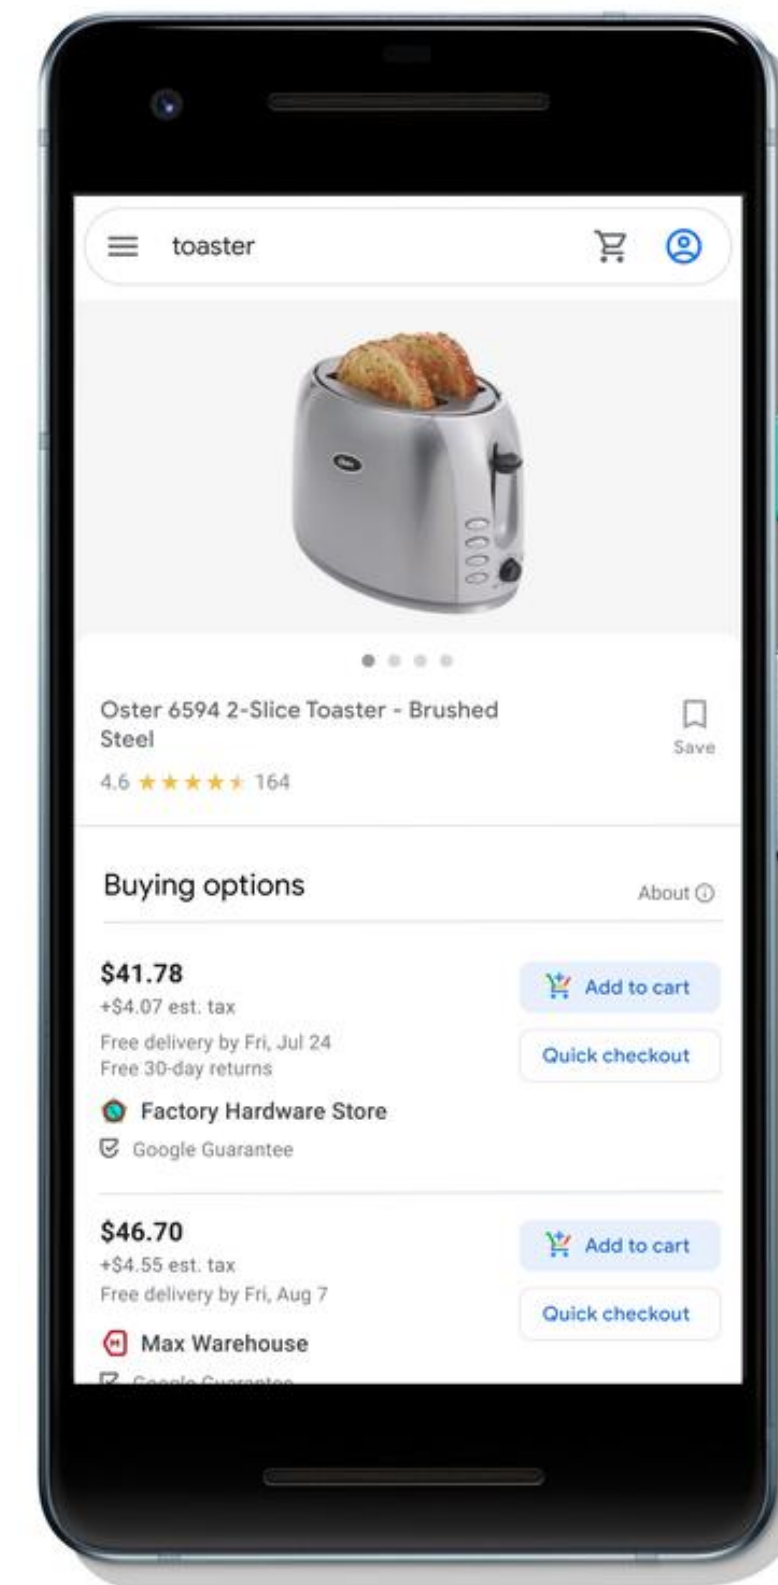 toaster
Oster
Oster 6594 2-Slice Toaster - Brushed
Steel
Save
4.6 164
Buying options
About
$41.78
Add to cart
+$4.07 est. tax
Free delivery by Fri, Jul 24
Quick checkout
Free 30-day returns
Factory Hardware Store
Google Guarantee
$46.70
Add to cart
+$4.55 est. tax
Free delivery by Fri, Aug 7
Quick checkout
Max Warehouse
Google Guarantee